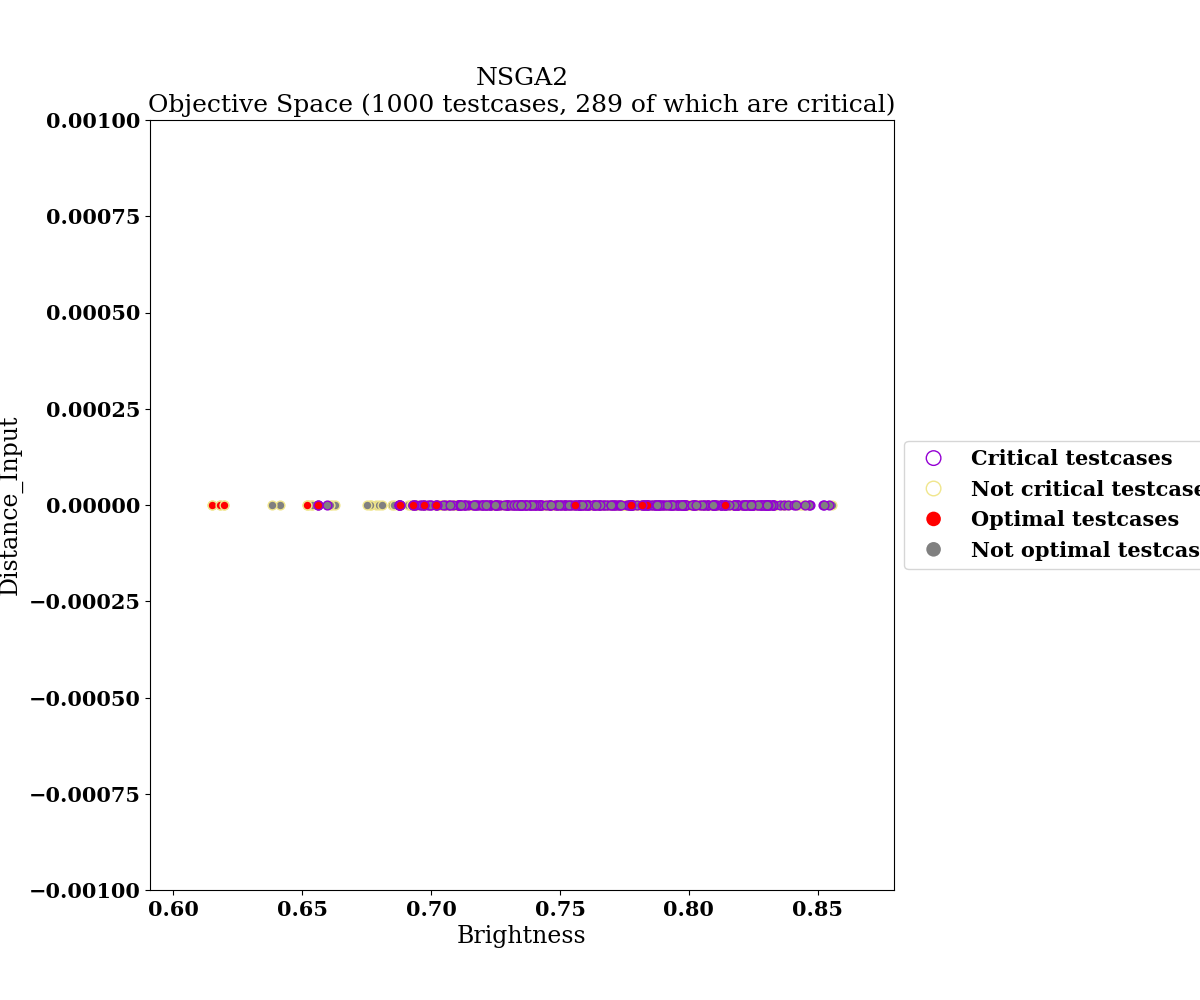 NSGA2
Objective Space (1000 testcases, 289 of which are critical)
0.00100
0.00075
0.00050
0.00025
0.00000
−0.00025
−0.00050
−0.00075
−0.00100
Distance_Input
0.60 0.65 0.70 0.75 0.80 0.85
Brightness
Critical testcases
Not critical testcase
Optimal testcases
Not optimal testcas